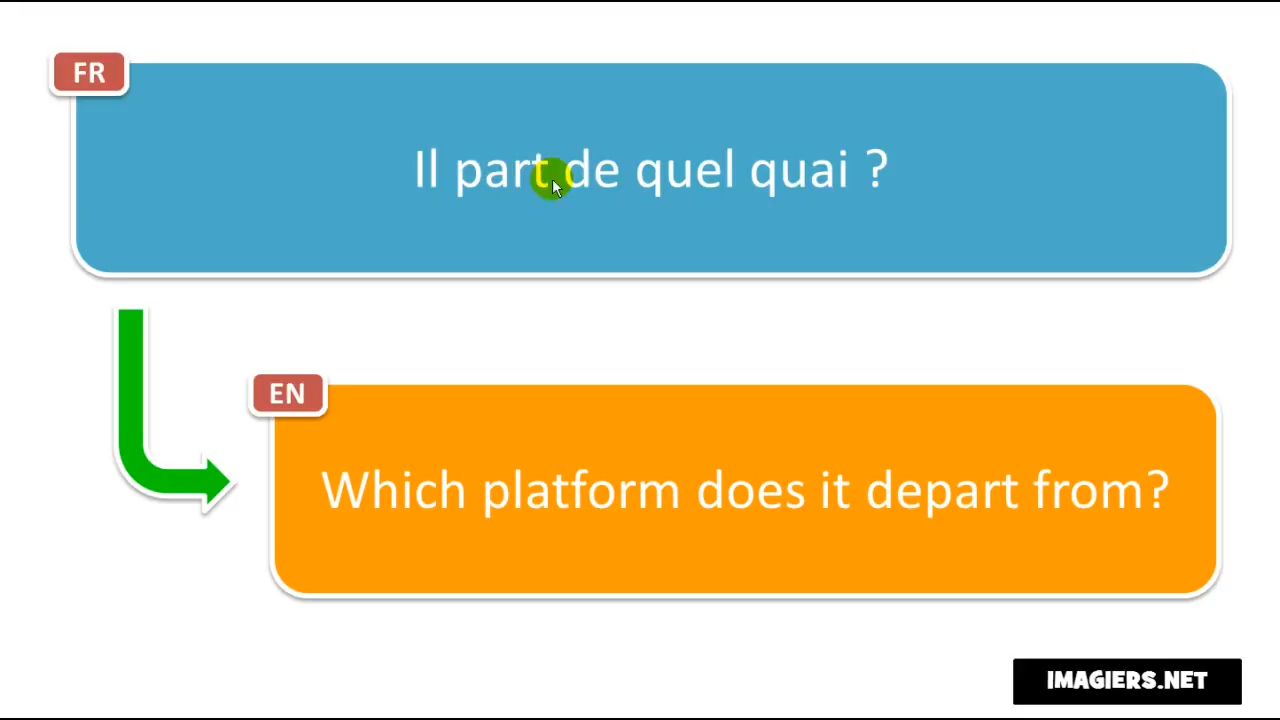 FR
Il part de quel quai ?
EN
Which platform does it depart from?
IMAGIERS.NET